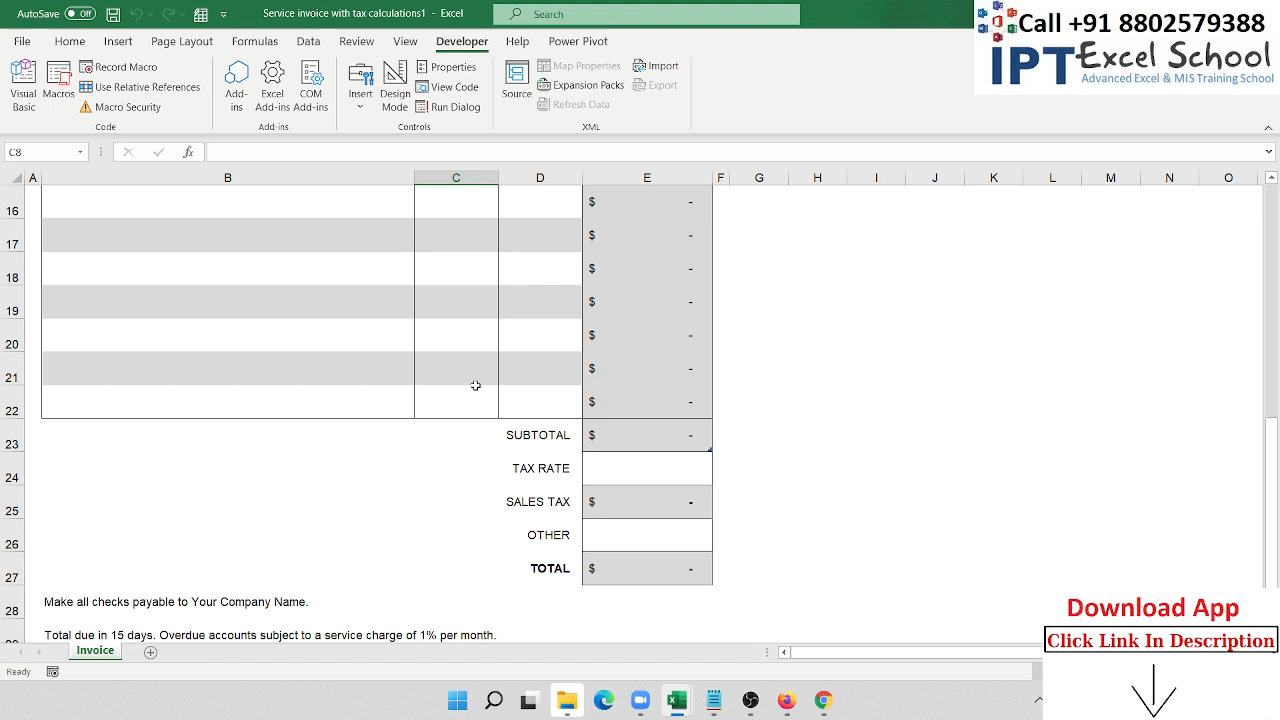 AutoSave Off Service invoice with tax calculations1 - Excel Search
Call +91 8802579388
IPT Excel School
Advanced Excel & MIS Training School
File Home Insert Page Layout Formulas Data Review View Developer Help Power Pivot
Visual Basic
Macros
Record Macro
Use Relative References
Macro Security
Code
Add-ins
Excel Add-ins
COM Add-ins
Add-ins
Insert
Design Mode
Properties
View Code
Run Dialog
Controls
Source
Map Properties
Expansion Packs
Refresh Data
Import
Export
XML
C8 fx
A B C D E F G H I J K L M N O
16 $ -
17 $ -
18 $ -
19 $ -
20 $ -
21 $ -
22 $ -
23 SUBTOTAL $ -
24 TAX RATE
25 SALES TAX $ -
26 OTHER
27 TOTAL $ -
28 Make all checks payable to Your Company Name.
Total due in 15 days. Overdue accounts subject to a service charge of 1% per month.
Invoice
Ready
Download App
Click Link In Description